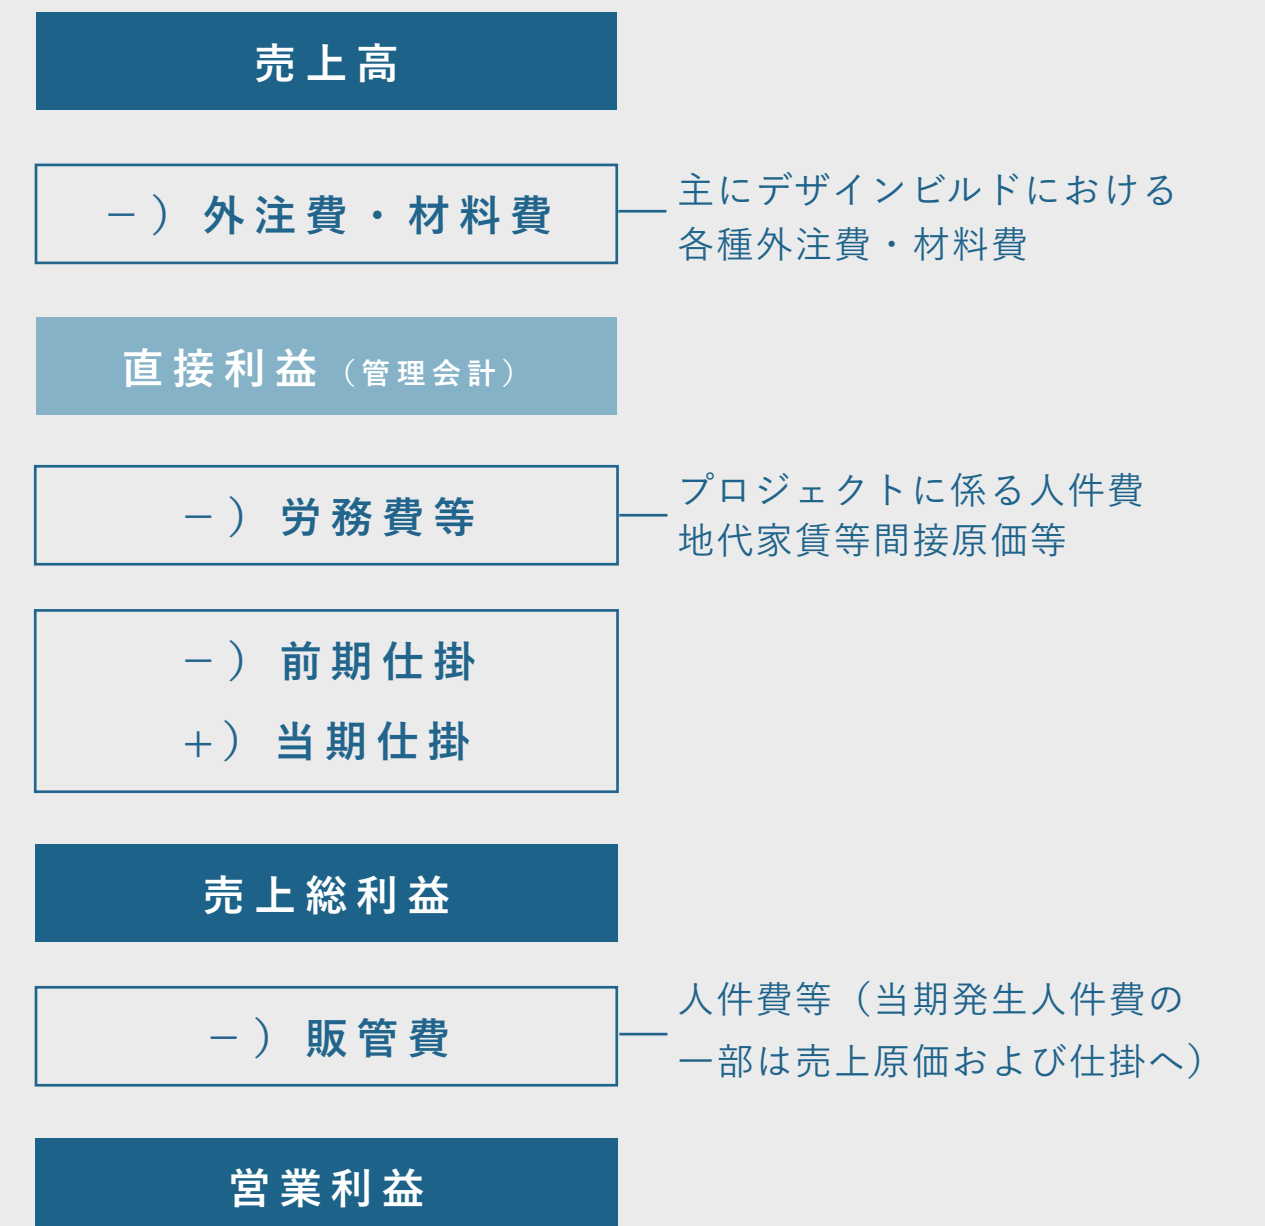 売上高
－）外注費・材料費
主にデザインビルドにおける
各種外注費・材料費
直接利益（管理会計）
－）労務費等
プロジェクトに係る人件費
地代家賃等間接原価等
－）前期仕掛
＋）当期仕掛
売上総利益
－）販管費
人件費等（当期発生人件費の
一部は売上原価および仕掛へ）
営業利益